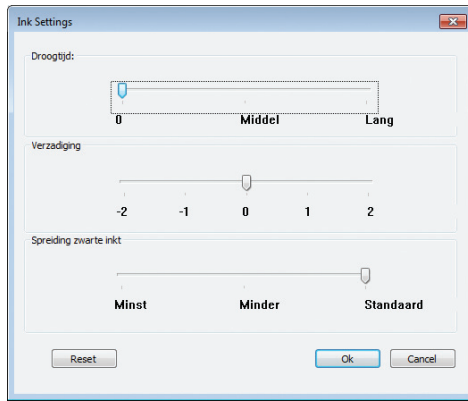 Ink Settings
Droogtijd:
0 Middel Lang
Verzadiging
-2 -1 0 1 2
Spreiding zwarte inkt
Minst Minder Standaard
Reset Ok Cancel